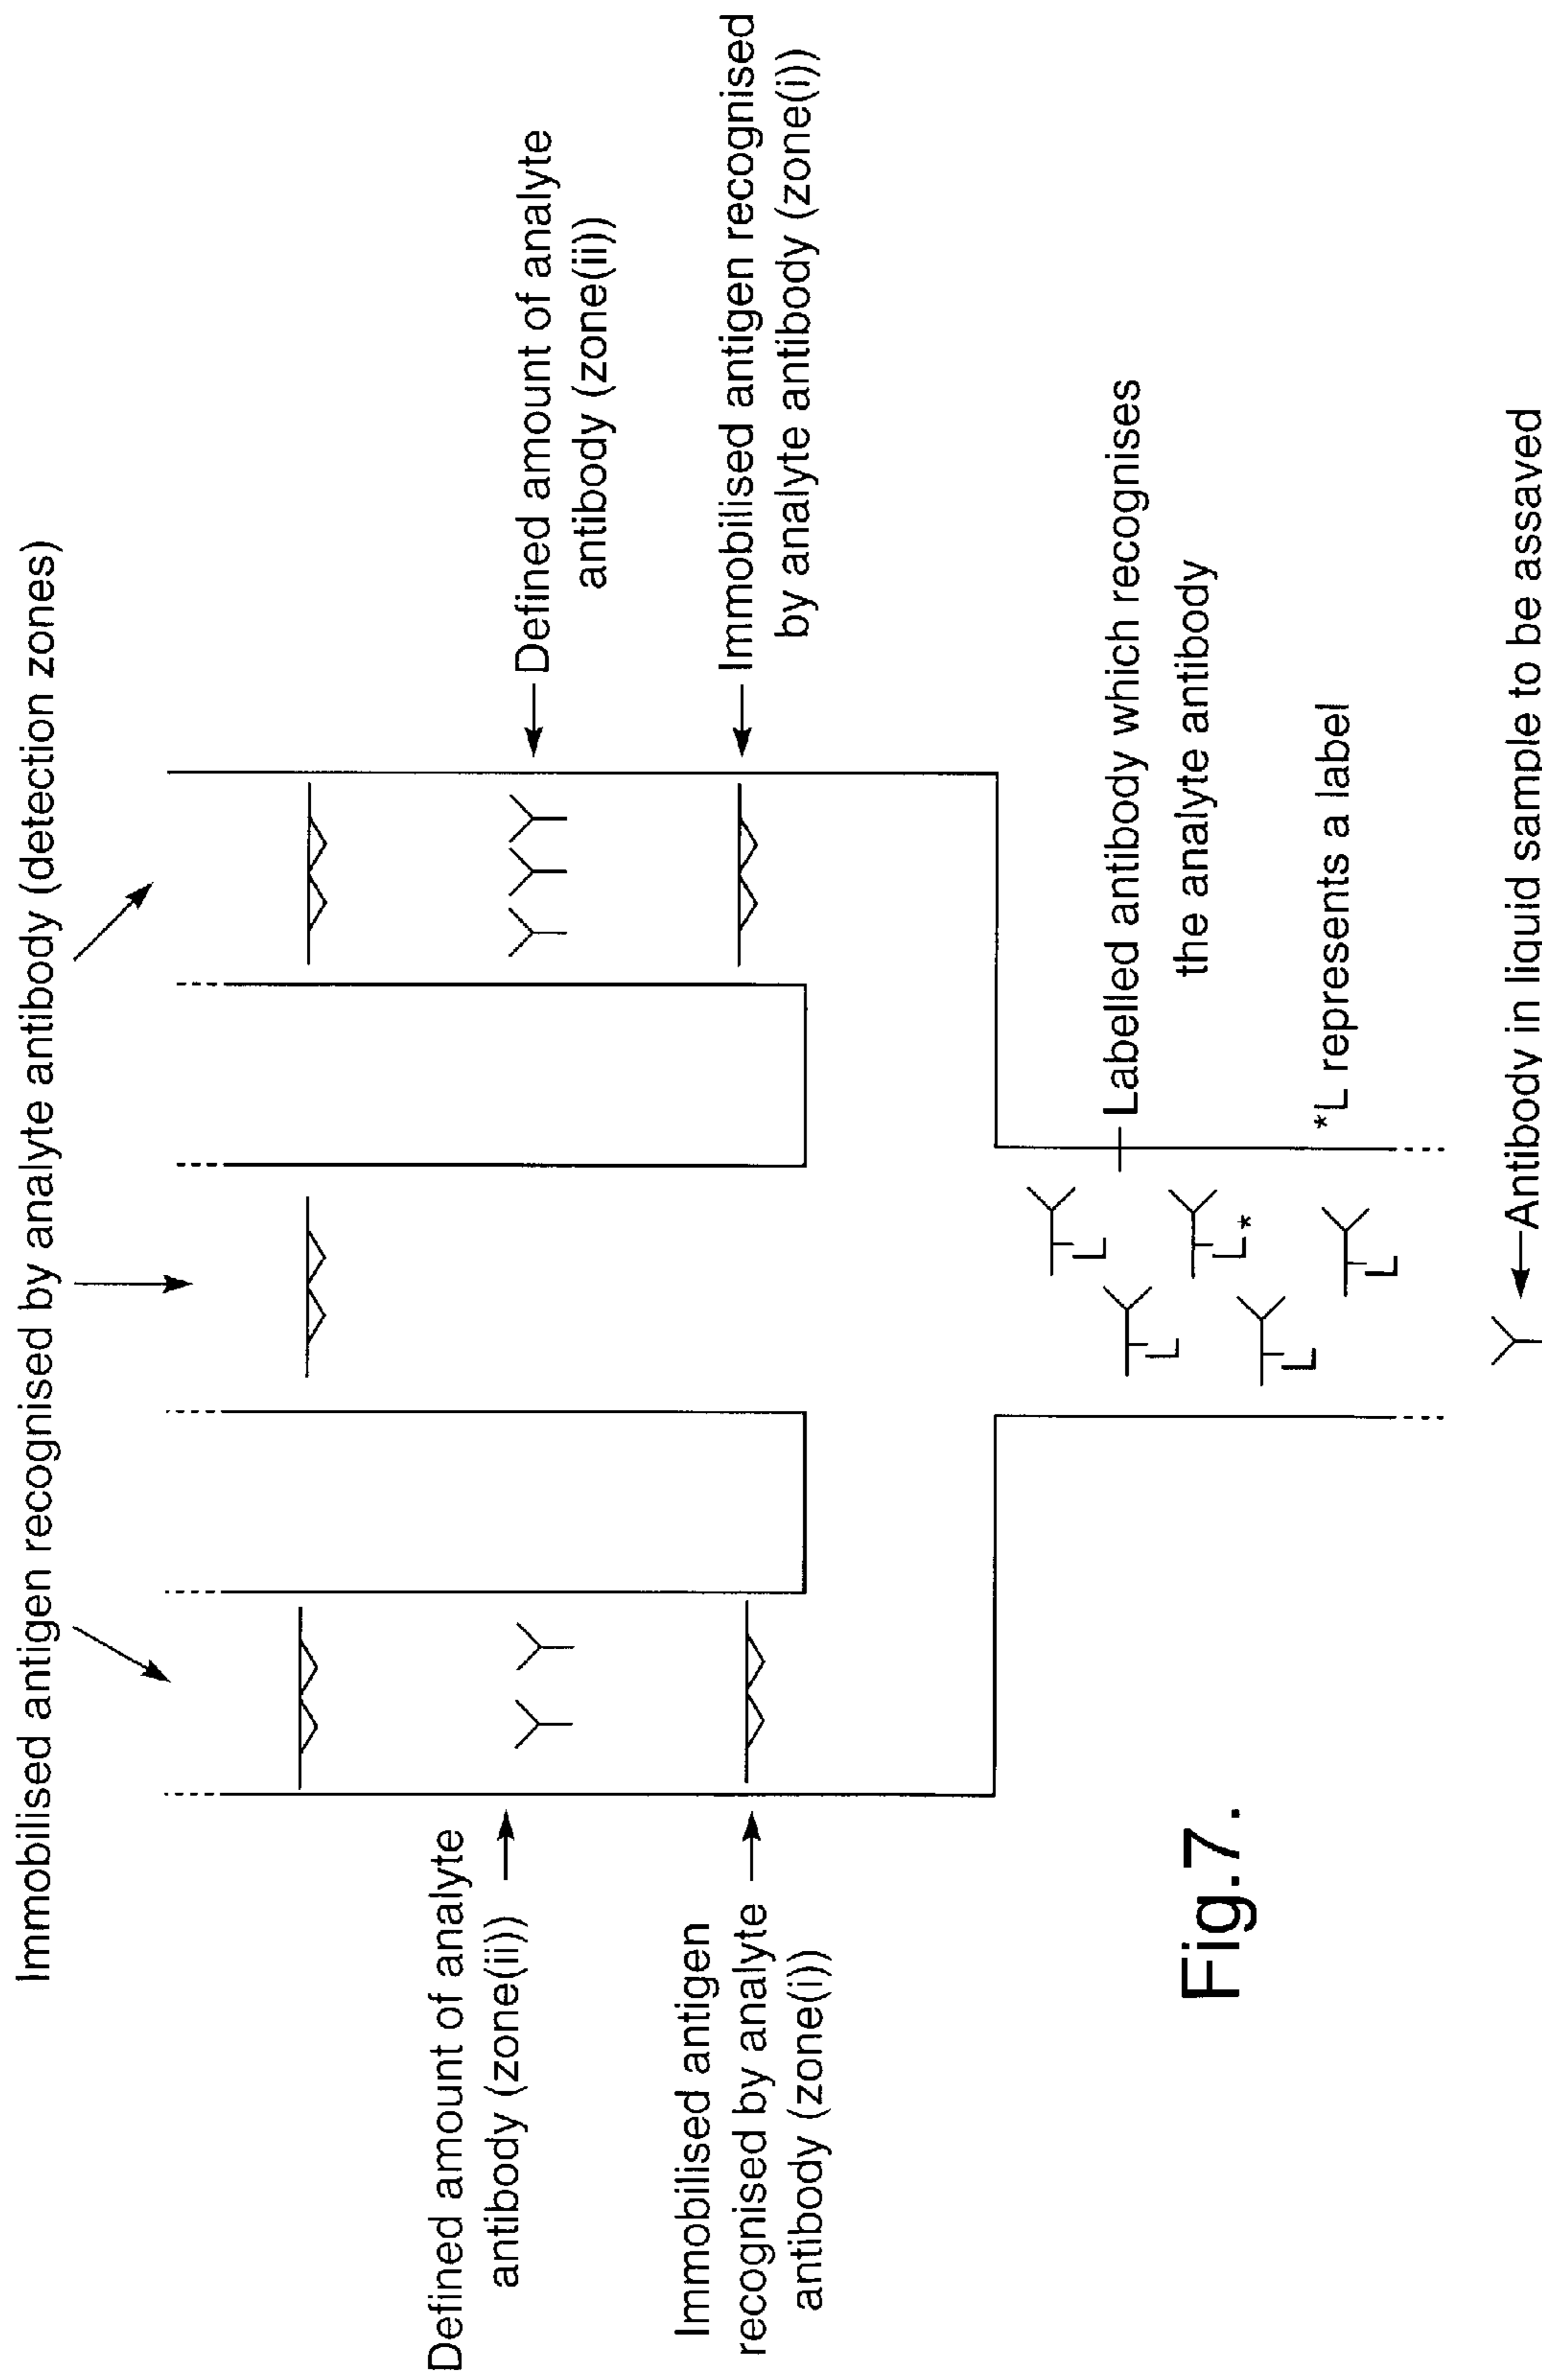 Immobilised antigen recognised by analyte antibody (detection zones)
Defined amount of analyte
antibody (zone(ii))
Immobilised antigen
recognised by analyte
antibody (zone(i))
Defined amount of analyte
antibody (zone(ii))
Immobilised antigen recognised
by analyte antibody (zone(i))
L
L
L*
L
L
Labelled antibody which recognises
the analyte antibody
*L represents a label
Antibody in liquid sample to be assayed
Fig.7.